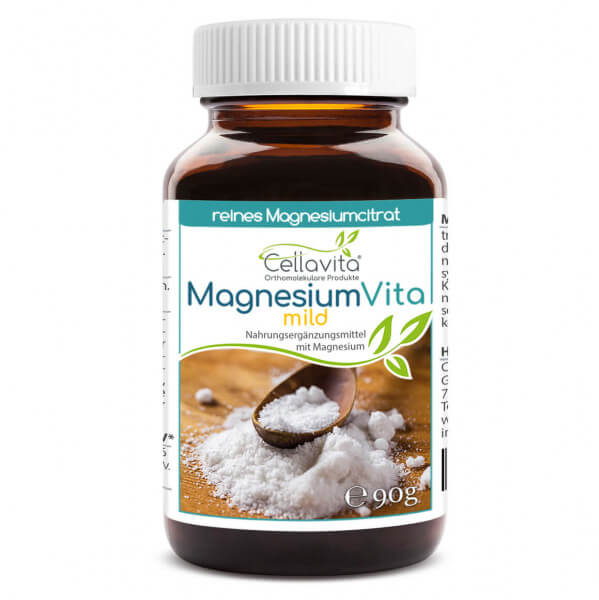 reines Magnesiumcitrat
Cellavita®
Orthomolekulare Produkte
MagnesiumVita
mild
Nahrungsergänzungsmittel
mit Magnesium
℮ 90g